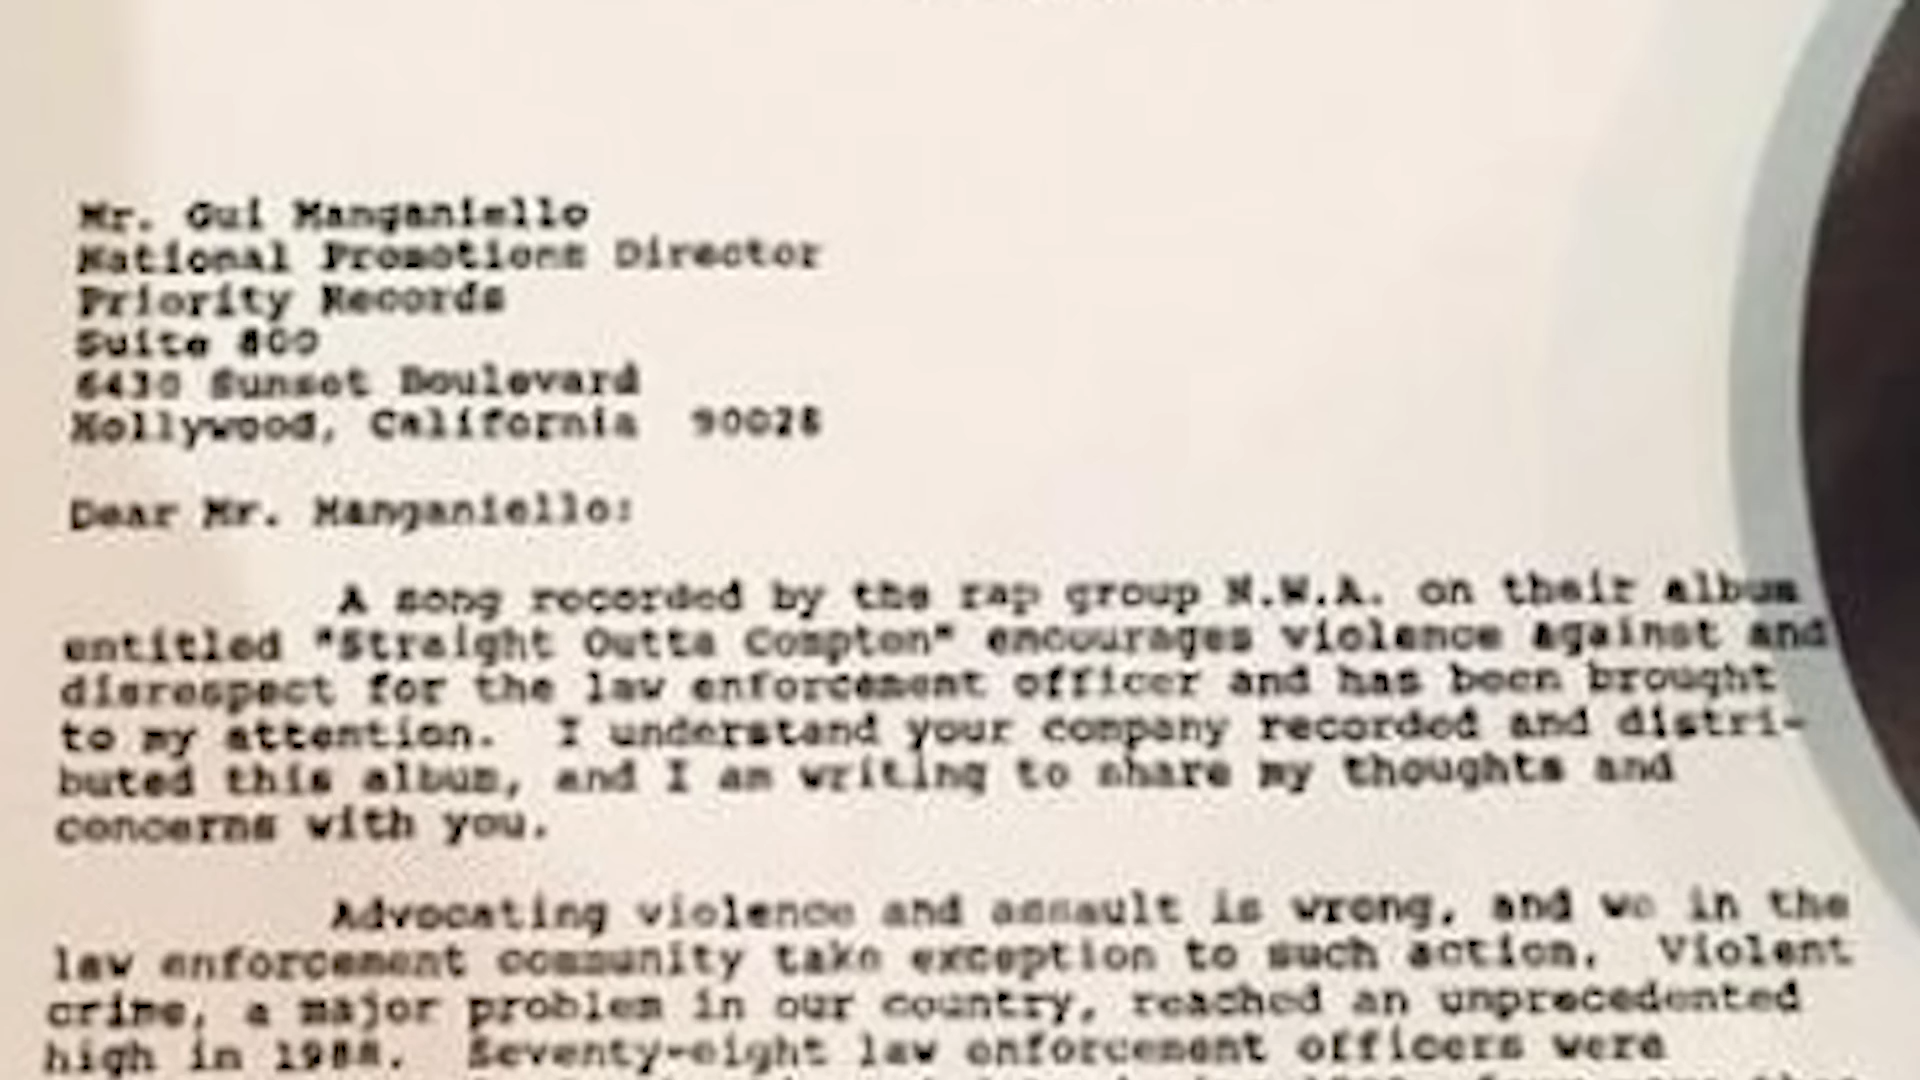 Mr. Gui Manganiello
National Promotions Director
Priority Records
Suite 800
6430 Sunset Boulevard
Hollywood, California 90028
Dear Mr. Manganiello:
A song recorded by the rap group N.W.A. on their album
entitled "Straight Outta Compton" encourages violence against and
disrespect for the law enforcement officer and has been brought
to my attention. I understand your company recorded and distri-
buted this album, and I am writing to share my thoughts and
concerns with you.
Advocating violence and assault is wrong, and we in the
law enforcement community take exception to such action. Violent
crime, a major problem in our country, reached an unprecedented
high in 1988. Seventy-eight law enforcement officers were